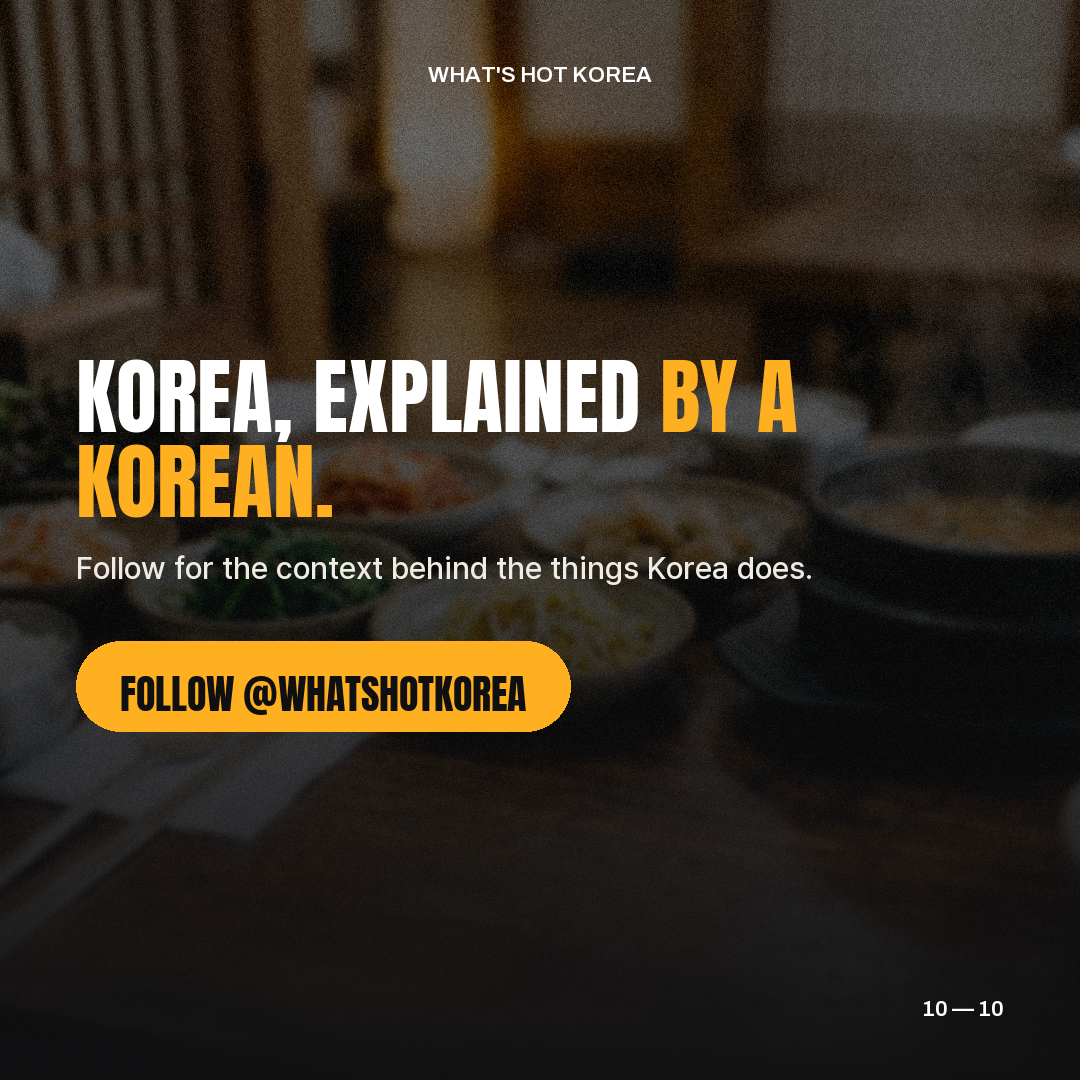 WHAT'S HOT KOREA
KOREA, EXPLAINED BY A
KOREAN.
Follow for the context behind the things Korea does.
FOLLOW @WHATSHOTKOREA
10 — 10